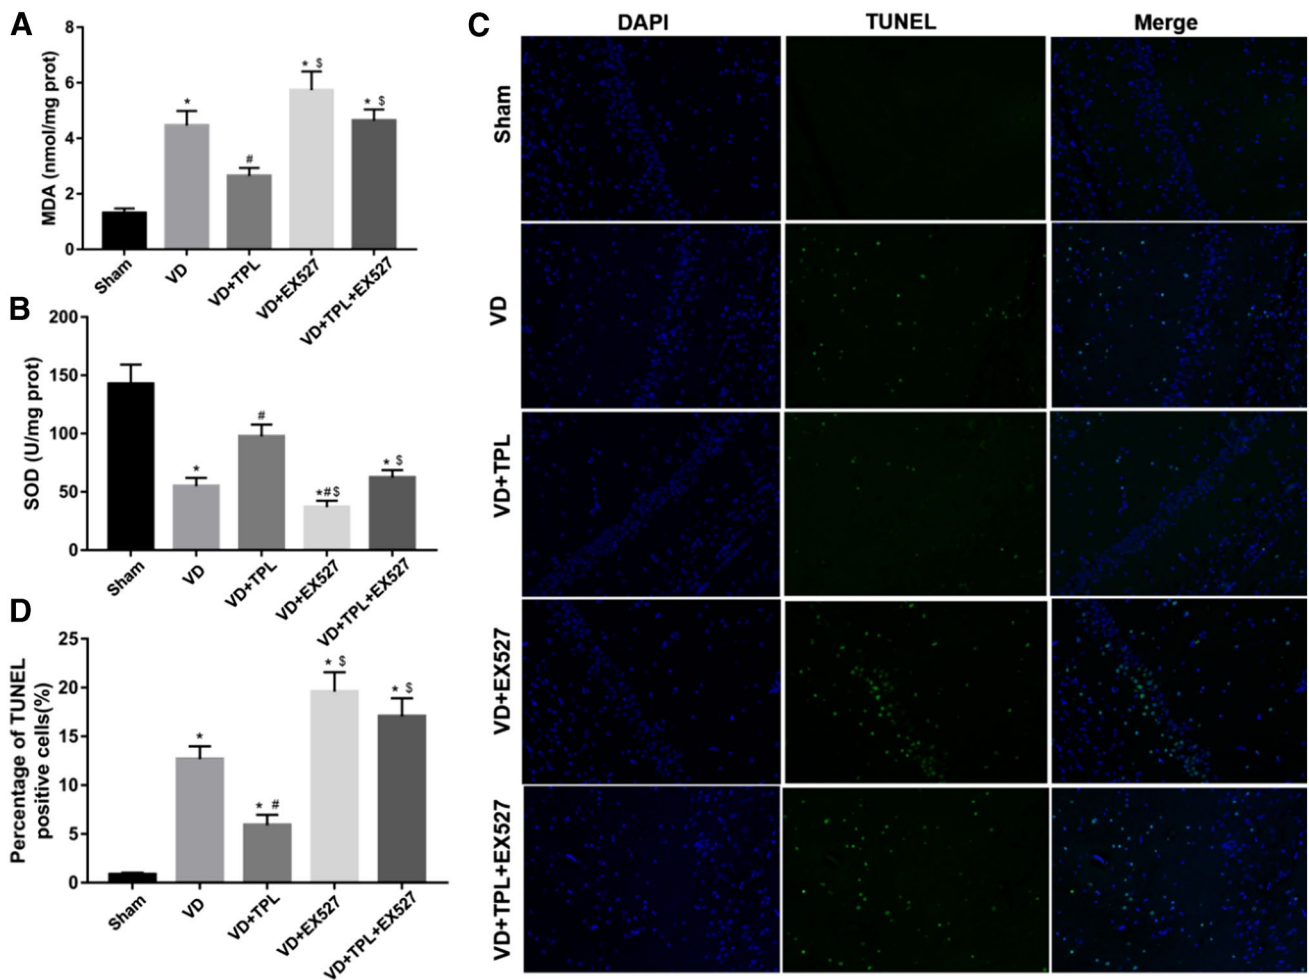 A
MDA (nmol/mg prot)
8
6
4
2
0
*
#
* $
* $
Sham
VD
VD+TPL
VD+EX527
VD+TPL+EX527
B
SOD (U/mg prot)
200
150
100
50
0
*
#
*#$
* $
Sham
VD
VD+TPL
VD+EX527
VD+TPL+EX527
D
Percentage of TUNEL
positive cells(%)
25
20
15
10
5
0
*
* #
* $
* $
Sham
VD
VD+TPL
VD+EX527
VD+TPL+EX527
C
DAPI TUNEL Merge
Sham
VD
VD+TPL
VD+EX527
VD+TPL+EX527